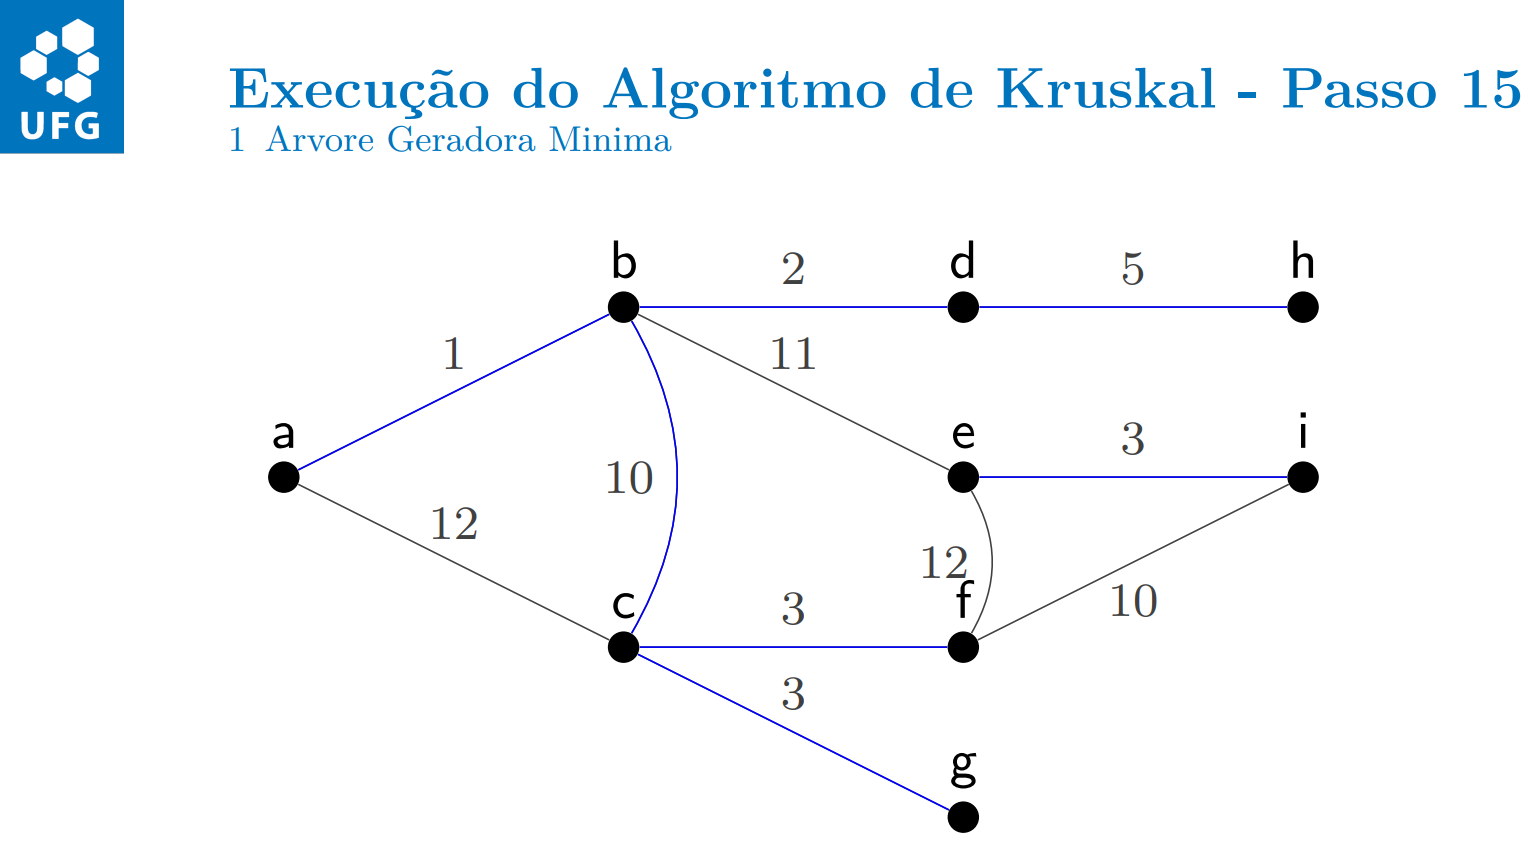 UFG
Execução do Algoritmo de Kruskal - Passo 15
1 Arvore Geradora Minima
b 2 d 5 h
1 11
a e 3 i
10
12 12
c 3 f 10
3
g